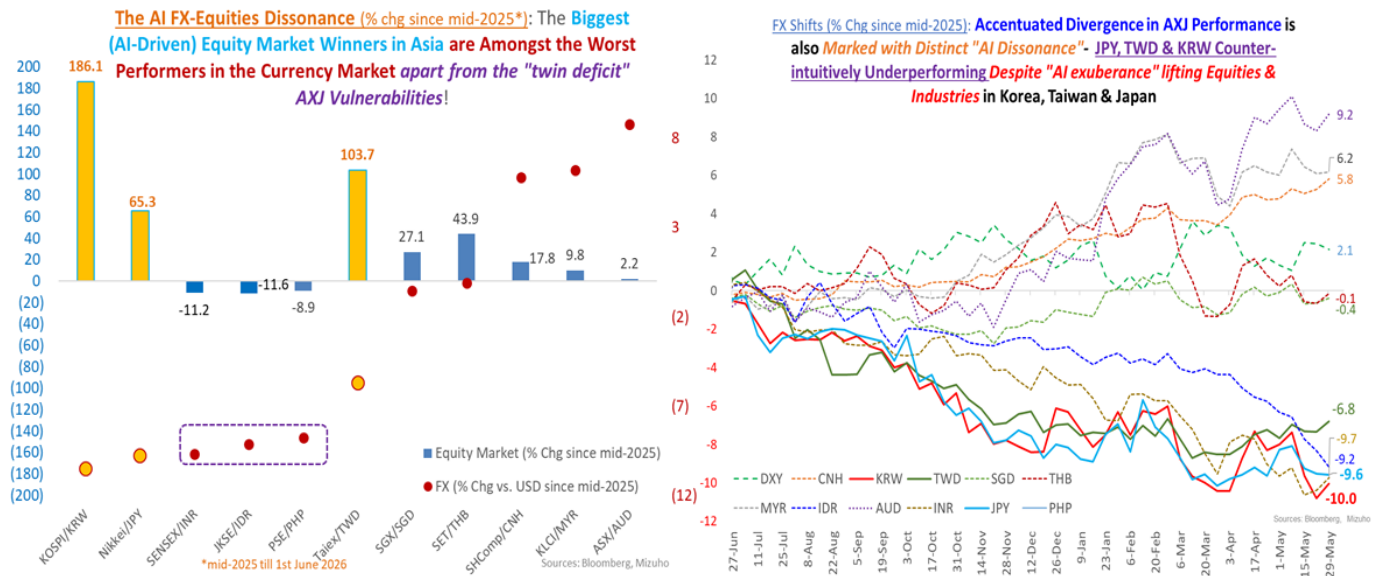 The AI FX-Equities Dissonance (% chg since mid-2025*): The Biggest
(AI-Driven) Equity Market Winners in Asia are Amongst the Worst
Performers in the Currency Market apart from the "twin deficit"
AXJ Vulnerabilities!
200
180
160
140
120
100
80
60
40
20
0
(20)
(40)
(60)
(80)
(100)
(120)
(140)
(160)
(180)
(200)
186.1
65.3
-11.2
-11.6
-8.9
103.7
27.1
43.9
17.8
9.8
2.2
8
3
(2)
(7)
(12)
Equity Market (% Chg since mid-2025)
FX (% Chg vs. USD since mid-2025)
KOSPI/KRW
Nikkei/JPY
SENSEX/INR
JKSE/IDR
PSE/PHP
Taiex/TWD
SGX/SGD
SET/THB
SHComp/CNH
KLCI/MYR
ASX/AUD
*mid-2025 till 1st June 2026
Sources: Bloomberg, Mizuho
FX Shifts (% Chg since mid-2025): Accentuated Divergence in AXJ Performance is
also Marked with Distinct "AI Dissonance"- JPY, TWD & KRW Counter-
intuitively Underperforming Despite "AI exuberance" lifting Equities &
Industries in Korea, Taiwan & Japan
12
10
8
6
4
2
0
-2
-4
-6
-8
-10
-12
9.2
6.2
5.8
2.1
-0.1
-0.4
-6.8
-9.7
-9.2
-9.6
-10.0
DXY CNH KRW TWD SGD THB
MYR IDR AUD INR JPY PHP
Sources: Bloomberg, Mizuho
27-Jun
11-Jul
25-Jul
8-Aug
22-Aug
5-Sep
19-Sep
3-Oct
17-Oct
31-Oct
14-Nov
28-Nov
12-Dec
26-Dec
9-Jan
23-Jan
6-Feb
20-Feb
6-Mar
20-Mar
3-Apr
17-Apr
1-May
15-May
29-May